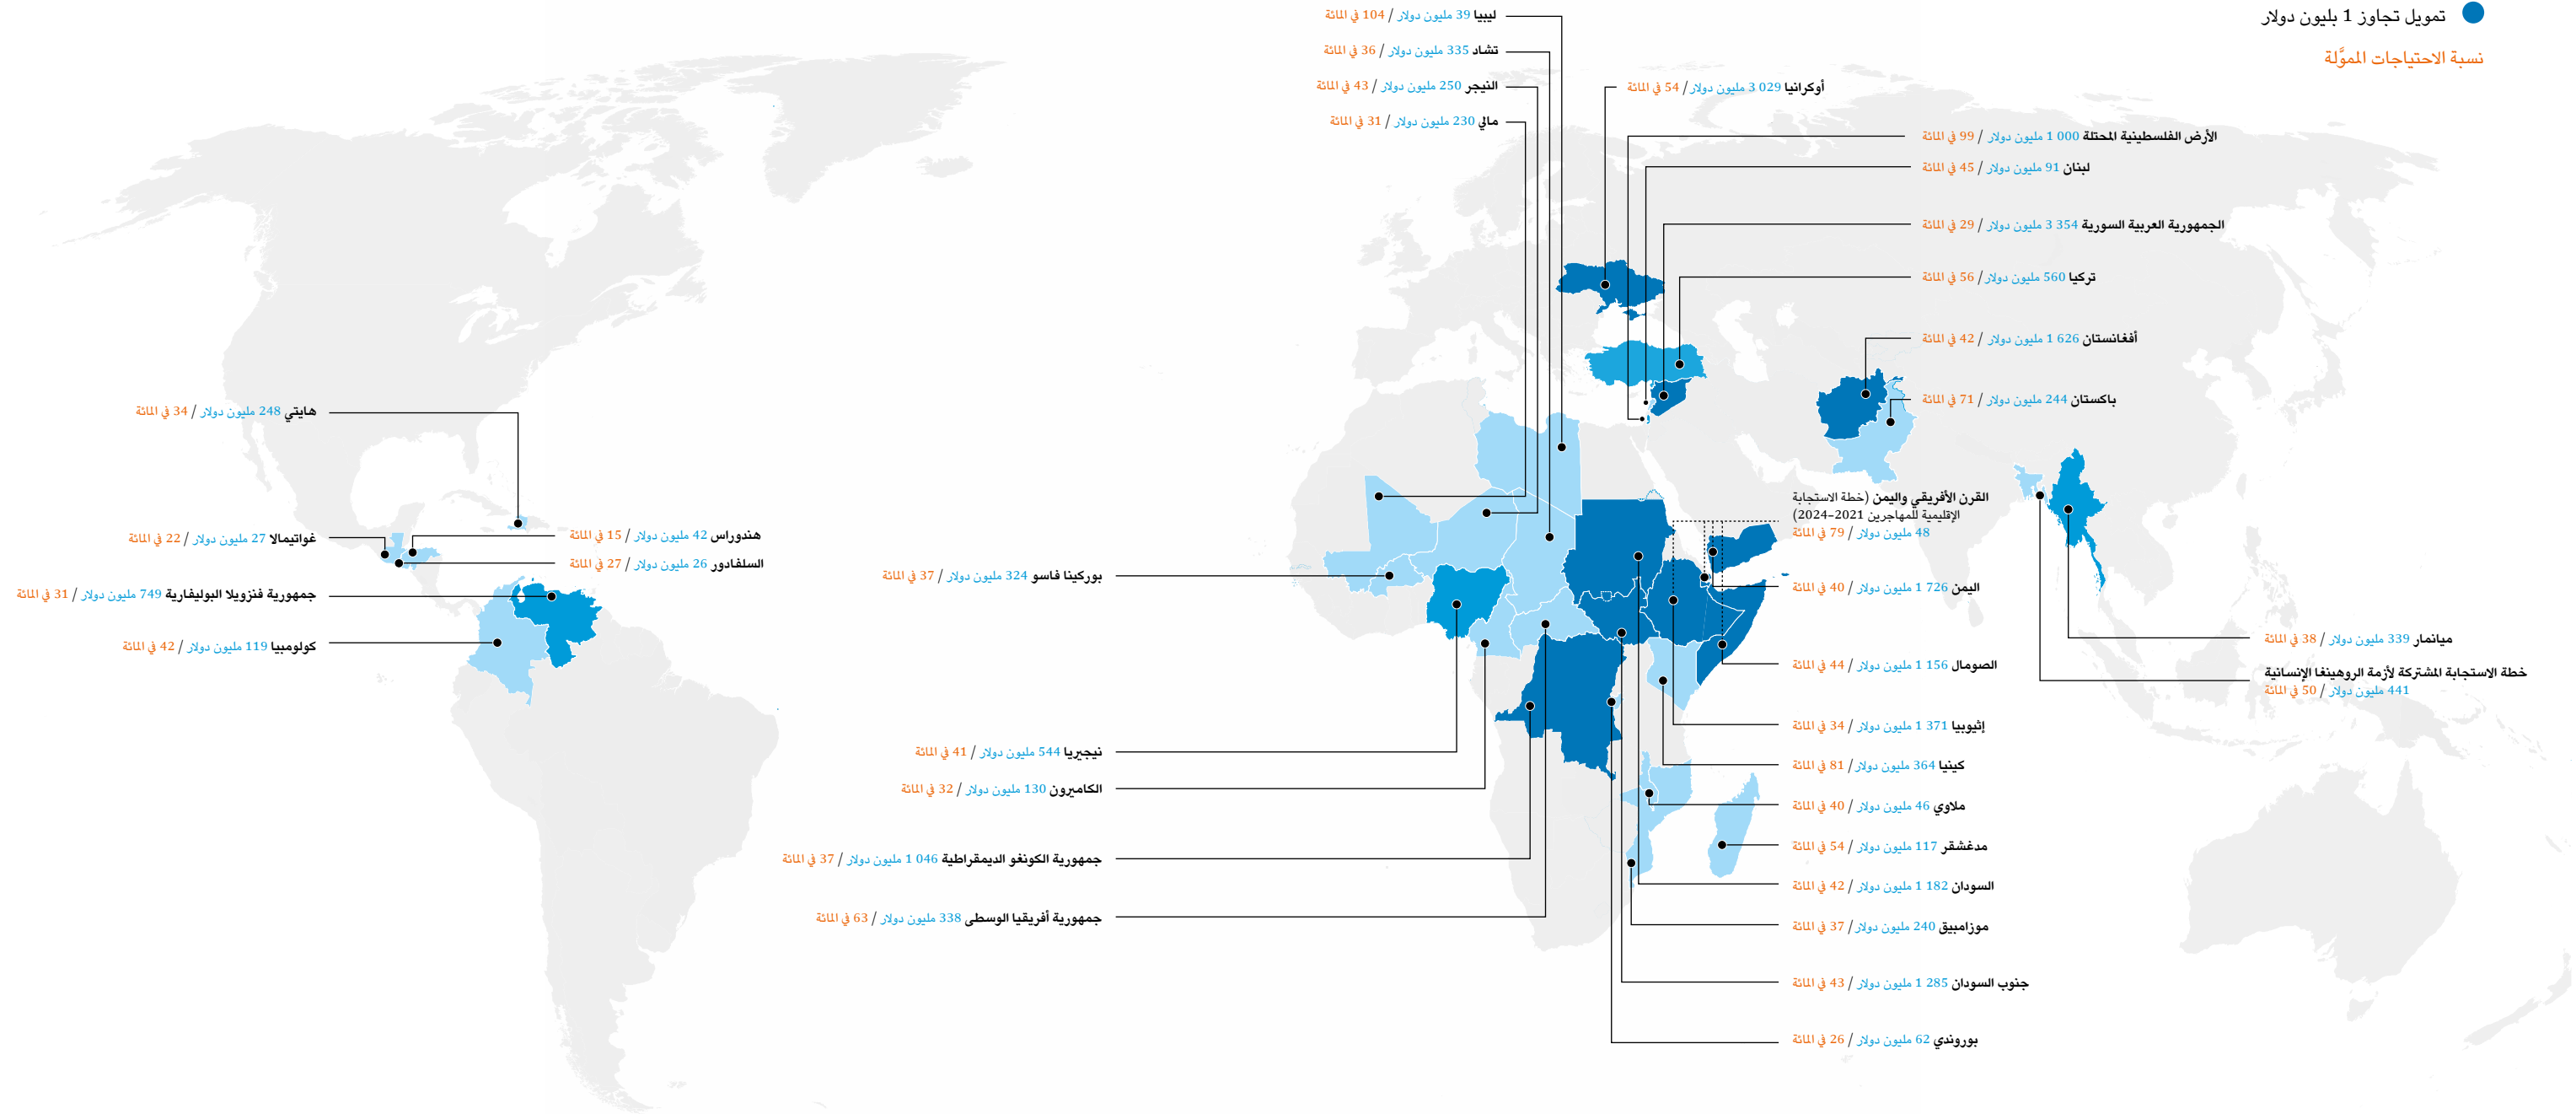 تمويل تجاوز 1 بليون دولار
نسبة الاحتياجات المموَّلة
ليبيا 39 مليون دولار / 104 في المائة
تشاد 335 مليون دولار / 36 في المائة
النيجر 250 مليون دولار / 43 في المائة
مالي 230 مليون دولار / 31 في المائة
أوكرانيا 029 3 مليون دولار/ 54 في المائة
الأرض الفلسطينية المحتلة 000 1 مليون دولار / 99 في المائة
لبنان 91 مليون دولار / 45 في المائة
الجمهورية العربية السورية 354 3 مليون دولار / 29 في المائة
تركيا 560 مليون دولار/ 56 في المائة
أفغانستان 626 1 مليون دولار / 42 في المائة
باكستان 244 مليون دولار / 71 في المائة
القرن الأفريقي واليمن (خطة الاستجابة
الإقليمية للمهاجرين 2021–2024)
48 مليون دولار / 79 في المائة
اليمن 726 1 مليون دولار / 40 في المائة
ميانمار 339 مليون دولار / 38 في المائة
خطة الاستجابة المشتركة لأزمة الروهينغا الإنسانية
441 مليون دولار / 50 في المائة
الصومال 156 1 مليون دولار / 44 في المائة
إثيوبيا 371 1 مليون دولار / 34 في المائة
كينيا 364 مليون دولار/ 81 في المائة
ملاوي 46 مليون دولار / 40 في المائة
مدغشقر 117 مليون دولار / 54 في المائة
السودان 182 1 مليون دولار / 42 في المائة
موزامبيق 240 مليون دولار/ 37 في المائة
جنوب السودان 285 1 مليون دولار / 43 في المائة
بوروندي 62 مليون دولار / 26 في المائة
بوركينا فاسو 324 مليون دولار / 37 في المائة
نيجيريا 544 مليون دولار / 41 في المائة
الكاميرون 130 مليون دولار / 32 في المائة
جمهورية الكونغو الديمقراطية 046 1 مليون دولار / 37 في المائة
جمهورية أفريقيا الوسطى 338 مليون دولار / 63 في المائة
هندوراس 42 مليون دولار / 15 في المائة
السلفادور 26 مليون دولار / 27 في المائة
هايتي 248 مليون دولار / 34 في المائة
غواتيمالا 27 مليون دولار / 22 في المائة
جمهورية فنزويلا البوليفارية 749 مليون دولار / 31 في المائة
كولومبيا 119 مليون دولار / 42 في المائة